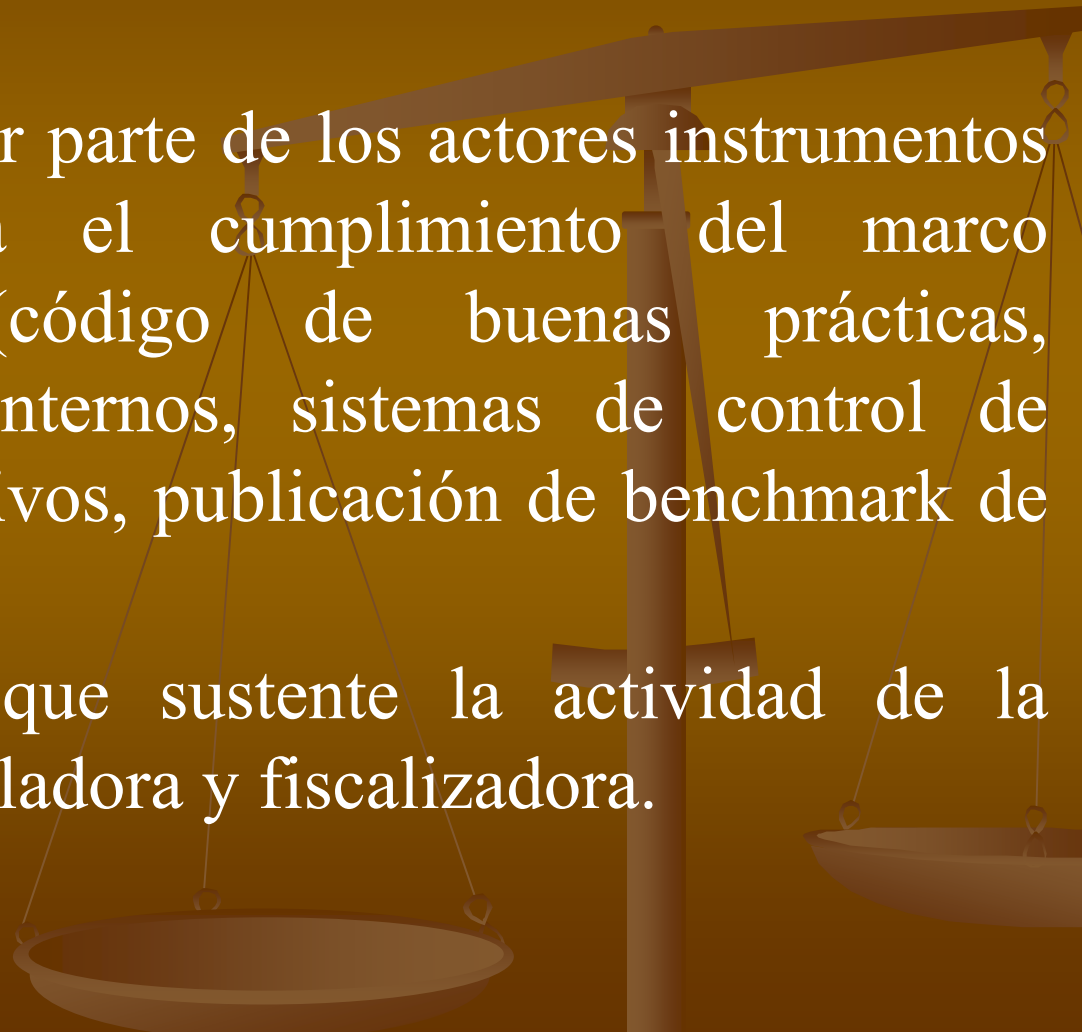 r parte de los actores instrumentos
el cumplimiento del marco
(código de buenas prácticas,
nternos, sistemas de control de
ivos, publicación de benchmark de
que sustente la actividad de la
ladora y fiscalizadora.